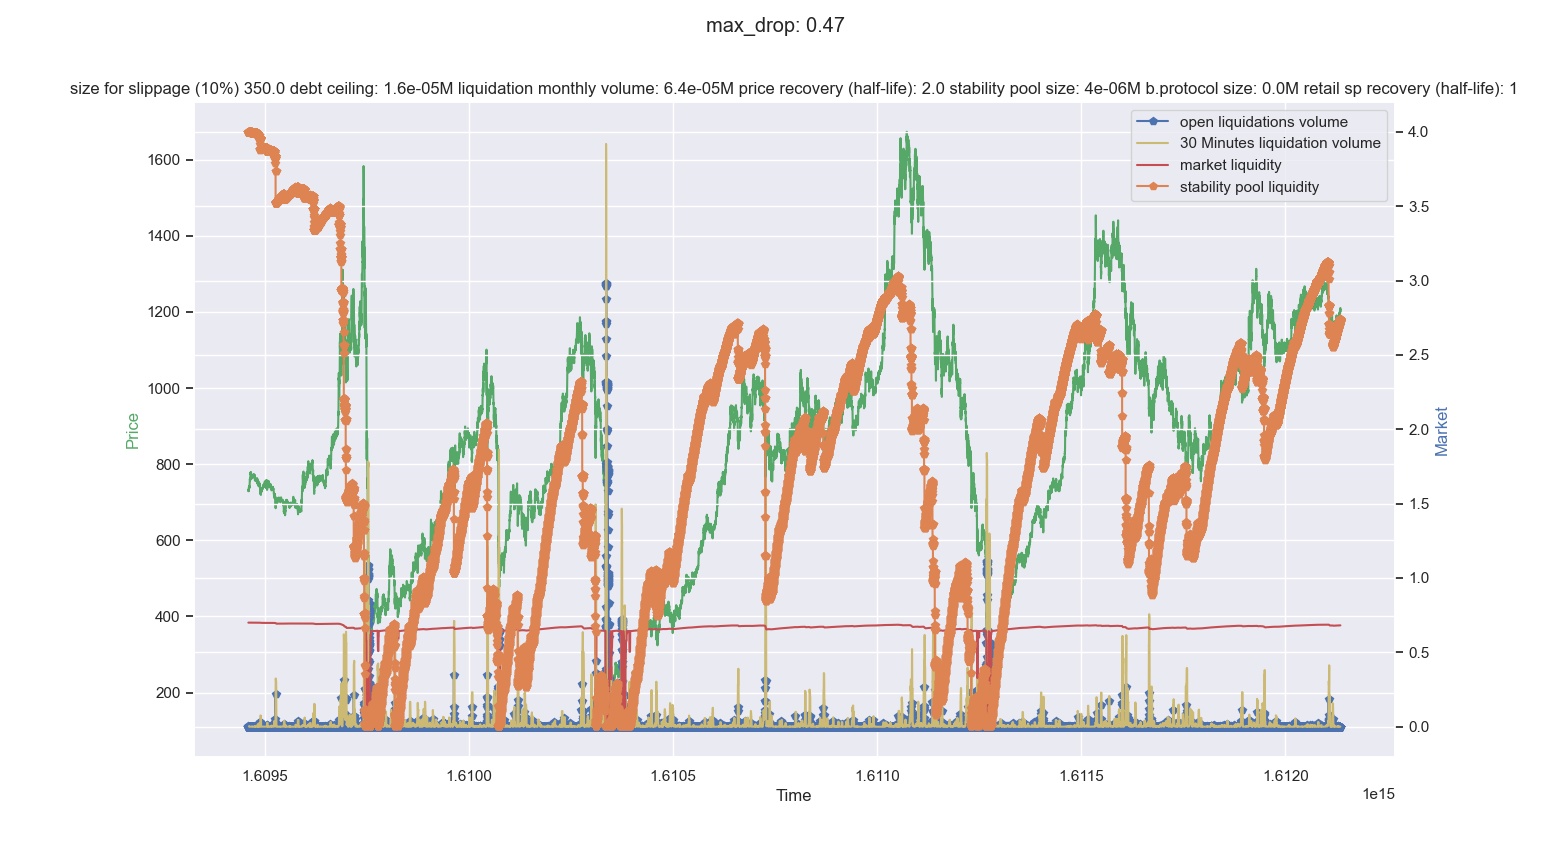 max_drop: 0.47
size for slippage (10%) 350.0 debt ceiling: 1.6e-05M liquidation monthly volume: 6.4e-05M price recovery (half-life): 2.0 stability pool size: 4e-06M b.protocol size: 0.0M retail sp recovery (half-life): 1
open liquidations volume
30 Minutes liquidation volume
market liquidity
stability pool liquidity
1600
1400
1200
1000
800
600
400
200
Price
4.0
3.5
3.0
2.5
2.0
1.5
1.0
0.5
0.0
Market
1.6095 1.6100 1.6105 1.6110 1.6115 1.6120
1e15
Time